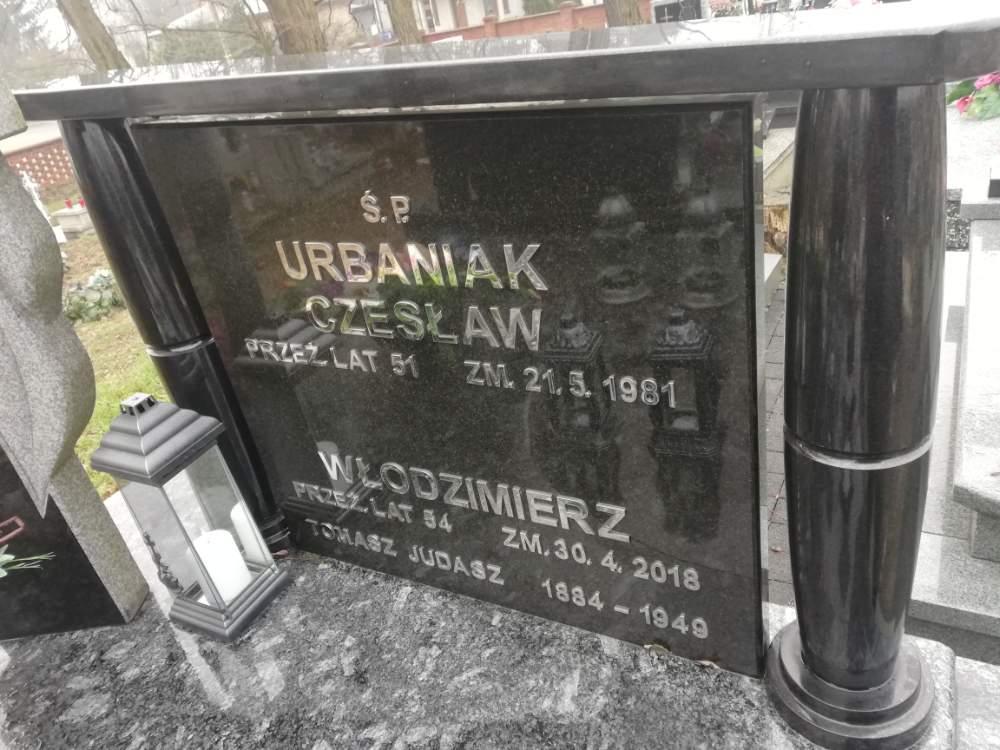 Ś. P.
URBANIAK
CZESŁAW
PRZEŻ. LAT 51 ZM. 21. 5. 1981
WŁODZIMIERZ
PRZEŻ. LAT 54 ZM. 30. 4. 2018
TOMASZ JUDASZ 1884 – 1949